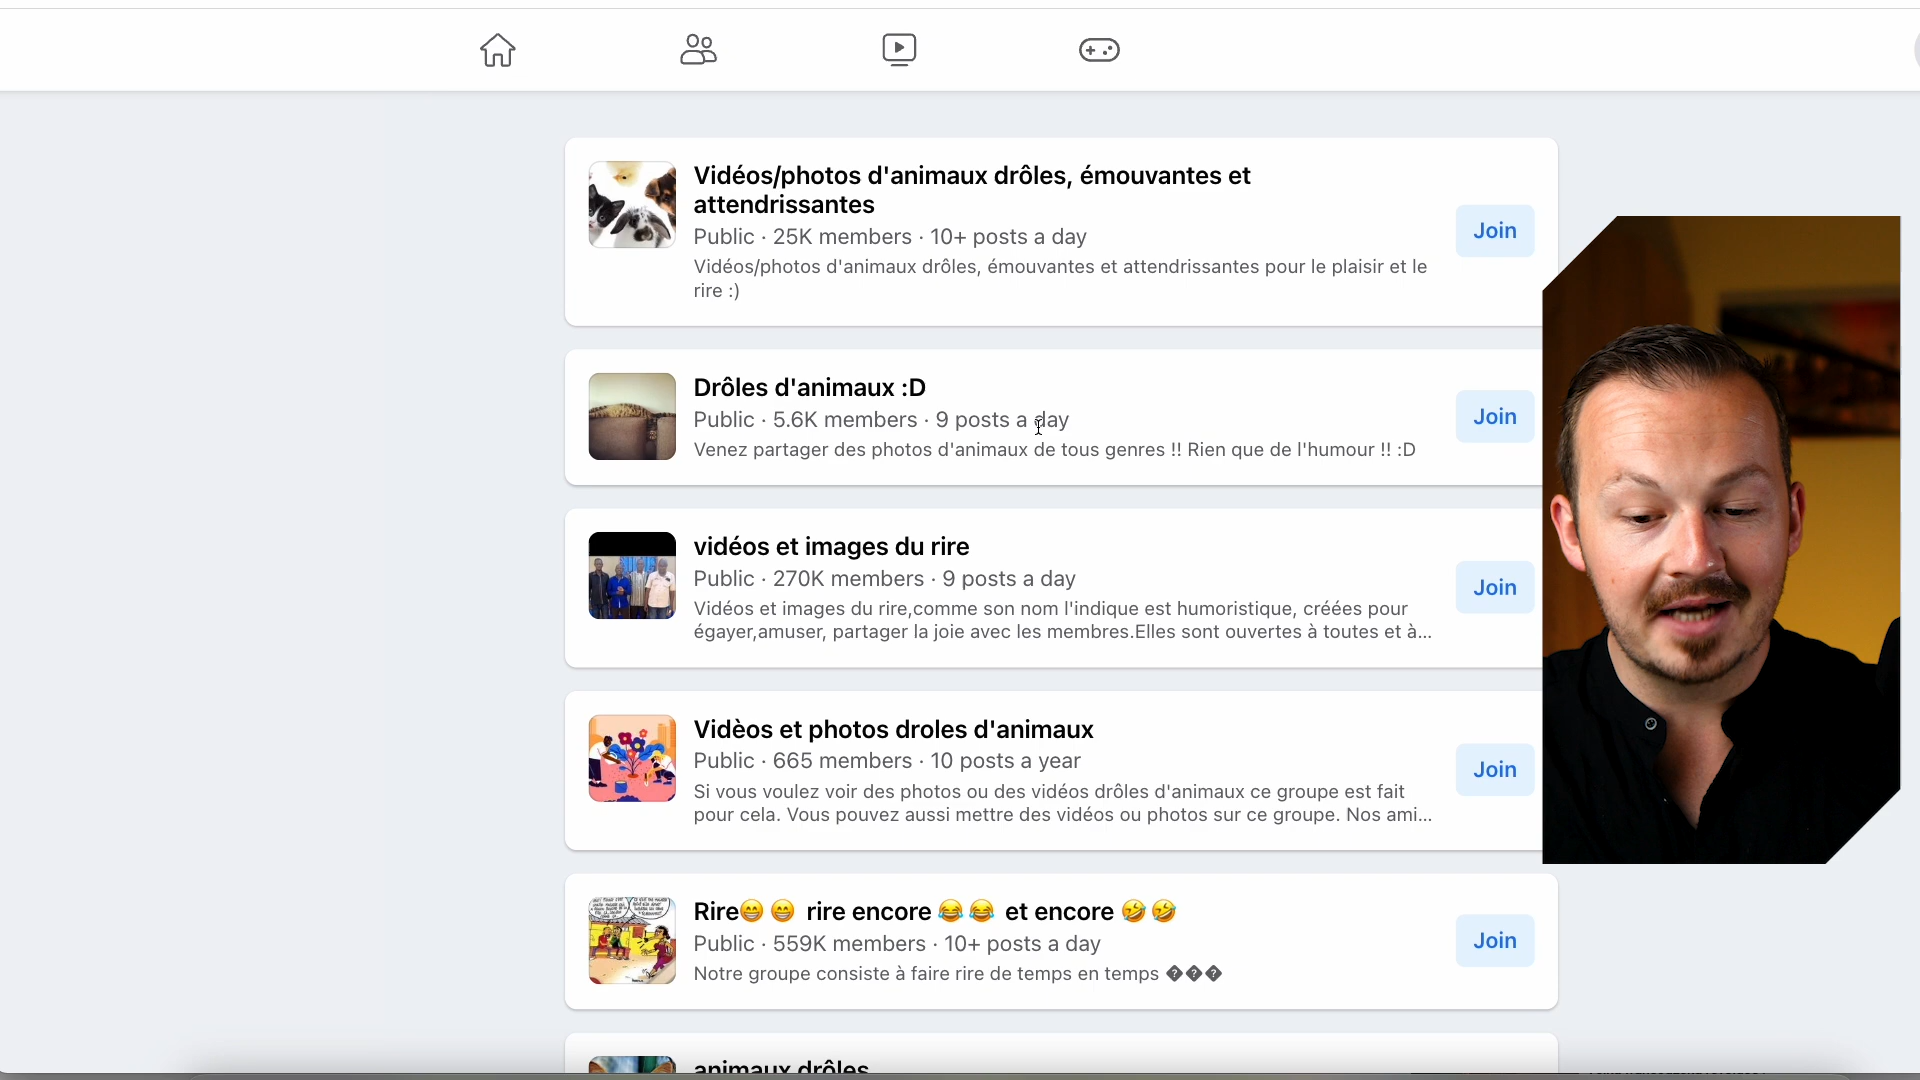 Vidéos/photos d'animaux drôles, émouvantes et
attendrissantes
Public · 25K members · 10+ posts a day
Vidéos/photos d'animaux drôles, émouvantes et attendrissantes pour le plaisir et le
rire :)
Join
Drôles d'animaux :D
Public · 5.6K members · 9 posts a day
Venez partager des photos d'animaux de tous genres !! Rien que de l'humour !! :D
Join
vidéos et images du rire
Public · 270K members · 9 posts a day
Vidéos et images du rire,comme son nom l'indique est humoristique, créées pour
égayer,amuser, partager la joie avec les membres.Elles sont ouvertes à toutes et à...
Join
Vidèos et photos droles d'animaux
Public · 665 members · 10 posts a year
Si vous voulez voir des photos ou des vidéos drôles d'animaux ce groupe est fait
pour cela. Vous pouvez aussi mettre des vidéos ou photos sur ce groupe. Nos ami...
Join
Rire😁 😁 rire encore 😂 😂 et encore 🤣 🤣
Public · 559K members · 10+ posts a day
Notre groupe consiste à faire rire de temps en temps ���
Join
animaux drôles